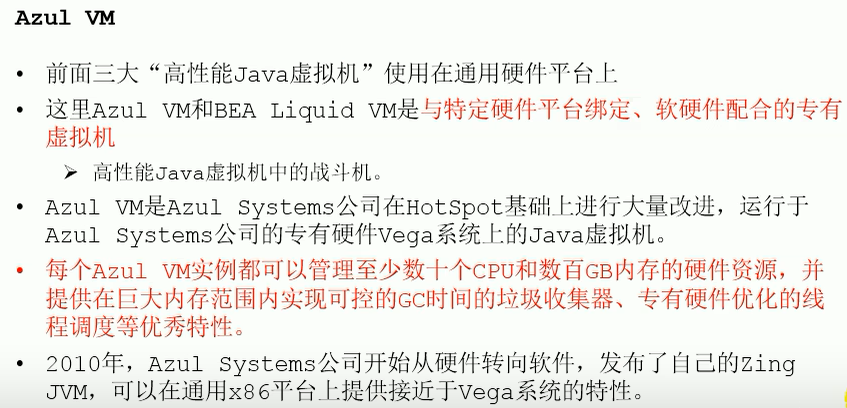 Azul VM
• 前面三大“高性能Java虚拟机”使用在通用硬件平台上
• 这里Azul VM和BEA Liquid VM是与特定硬件平台绑定、软硬件配合的专有
虚拟机
➢ 高性能Java虚拟机中的战斗机。
• Azul VM是Azul Systems公司在HotSpot基础上进行大量改进，运行于
Azul Systems公司的专有硬件Vega系统上的Java虚拟机。
• 每个Azul VM实例都可以管理至少数十个CPU和数百GB内存的硬件资源，并
提供在巨大内存范围内实现可控的GC时间的垃圾收集器、专有硬件优化的线
程调度等优秀特性。
• 2010年，Azul Systems公司开始从硬件转向软件，发布了自己的Zing
JVM，可以在通用x86平台上提供接近于Vega系统的特性。